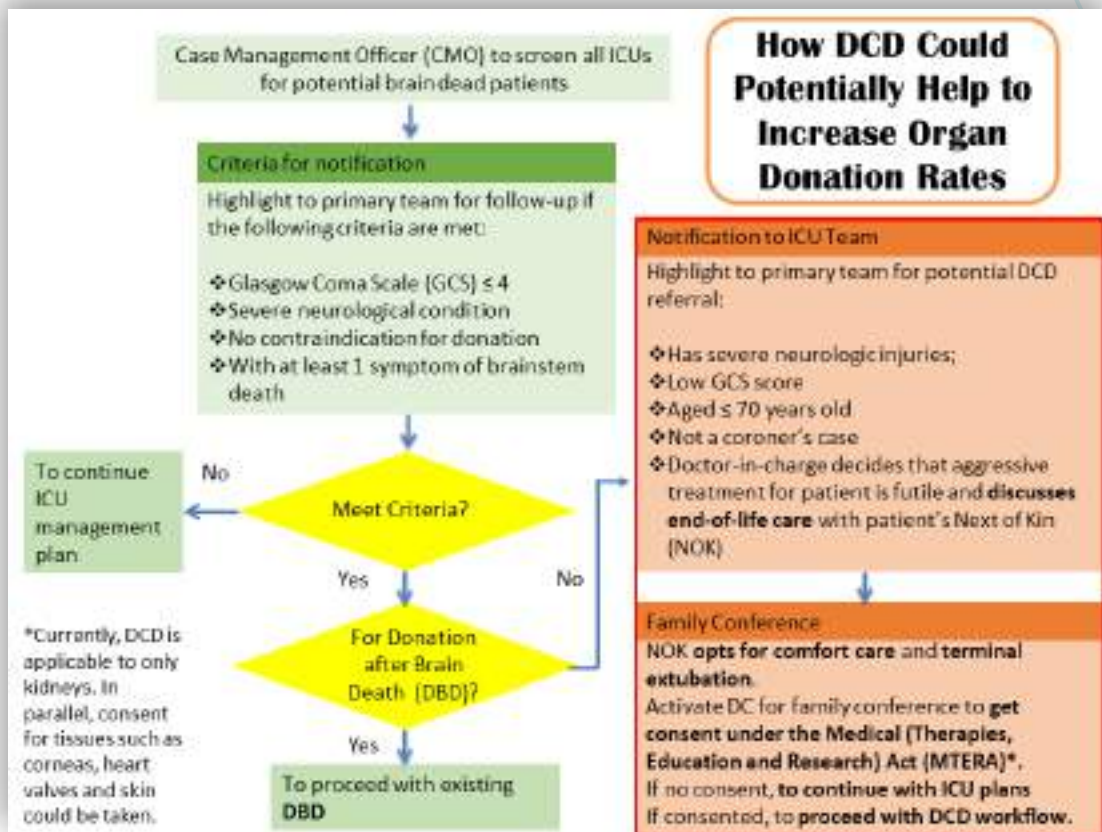 How DCD Could
Potentially Help to
Increase Organ
Donation Rates
Case Management Officer (CMO) to screen all ICUs
for potential brain dead patients
Criteria for notification
Highlight to primary team for follow-up if
the following criteria are met:
❖Glasgow Coma Scale (GCS) ≤ 4
❖Severe neurological condition
❖No contraindication for donation
❖With at least 1 symptom of brainstem
death
Meet Criteria?
No
To continue
ICU
management
plan
Yes
For Donation
after Brain
Death (DBD)?
Yes
To proceed with existing
DBD
No
Notification to ICU Team
Highlight to primary team for potential DCD
referral:
❖Has severe neurologic injuries;
❖Low GCS score
❖Aged ≤ 70 years old
❖Not a coroner's case
❖Doctor-in-charge decides that aggressive
treatment for patient is futile and discusses
end-of-life care with patient's Next of Kin
(NOK)
Family Conference
NOK opts for comfort care and terminal
extubation.
Activate DC for family conference to get
consent under the Medical (Therapies,
Education and Research) Act (MTERA)*.
If no consent, to continue with ICU plans
If consented, to proceed with DCD workflow.
*Currently, DCD is
applicable to only
kidneys. In
parallel, consent
for tissues such as
corneas, heart
valves and skin
could be taken.